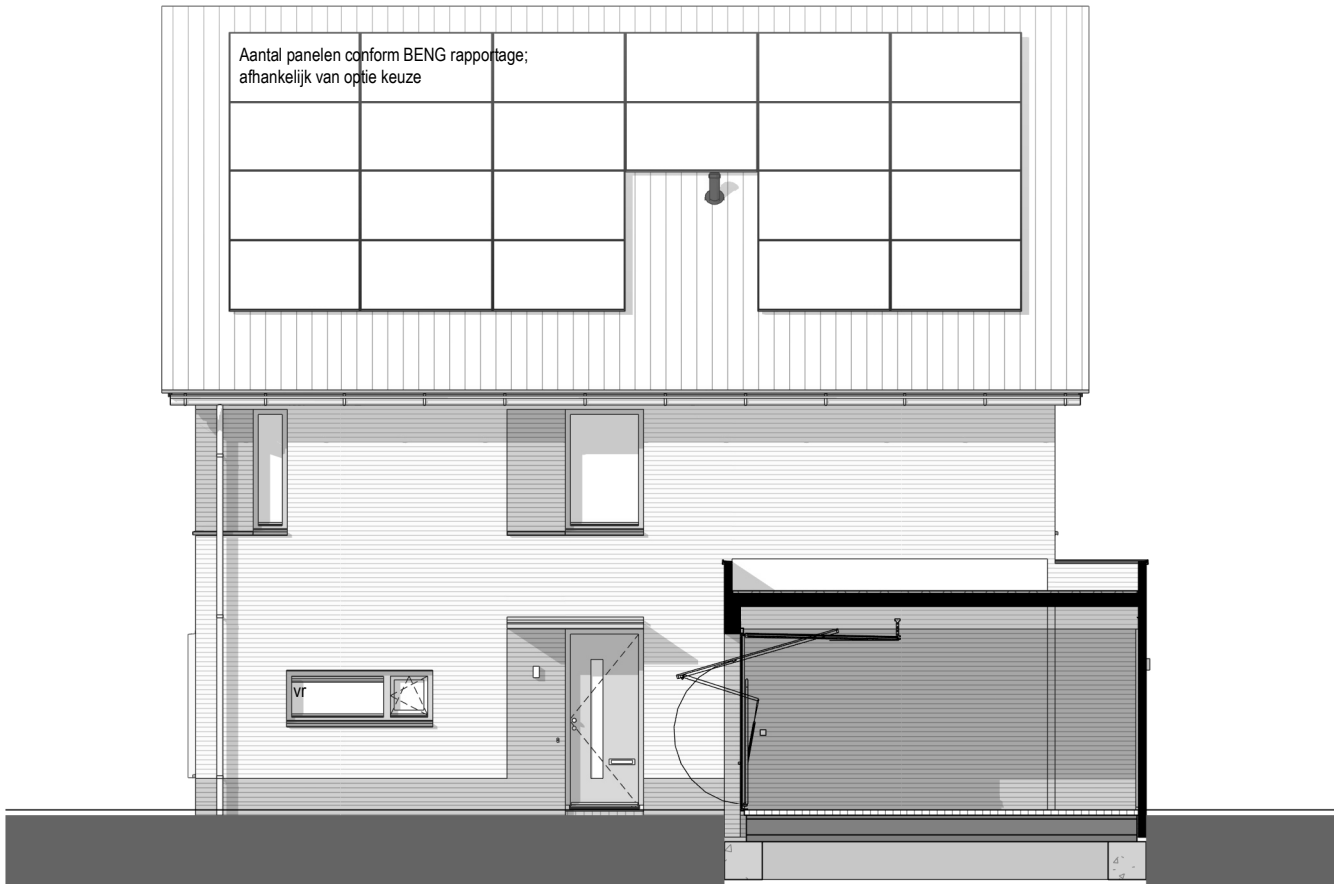 Aantal panelen conform BENG rapportage;
afhankelijk van optie keuze
vr